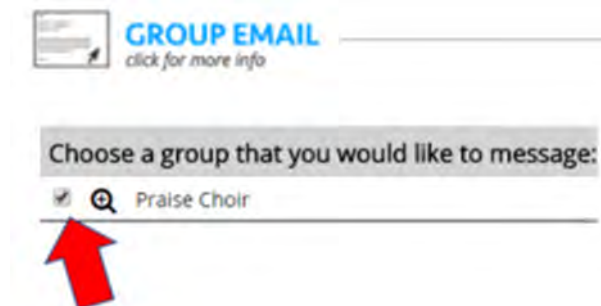 GROUP EMAIL
click for more info
Choose a group that you would like to message:
Praise Choir